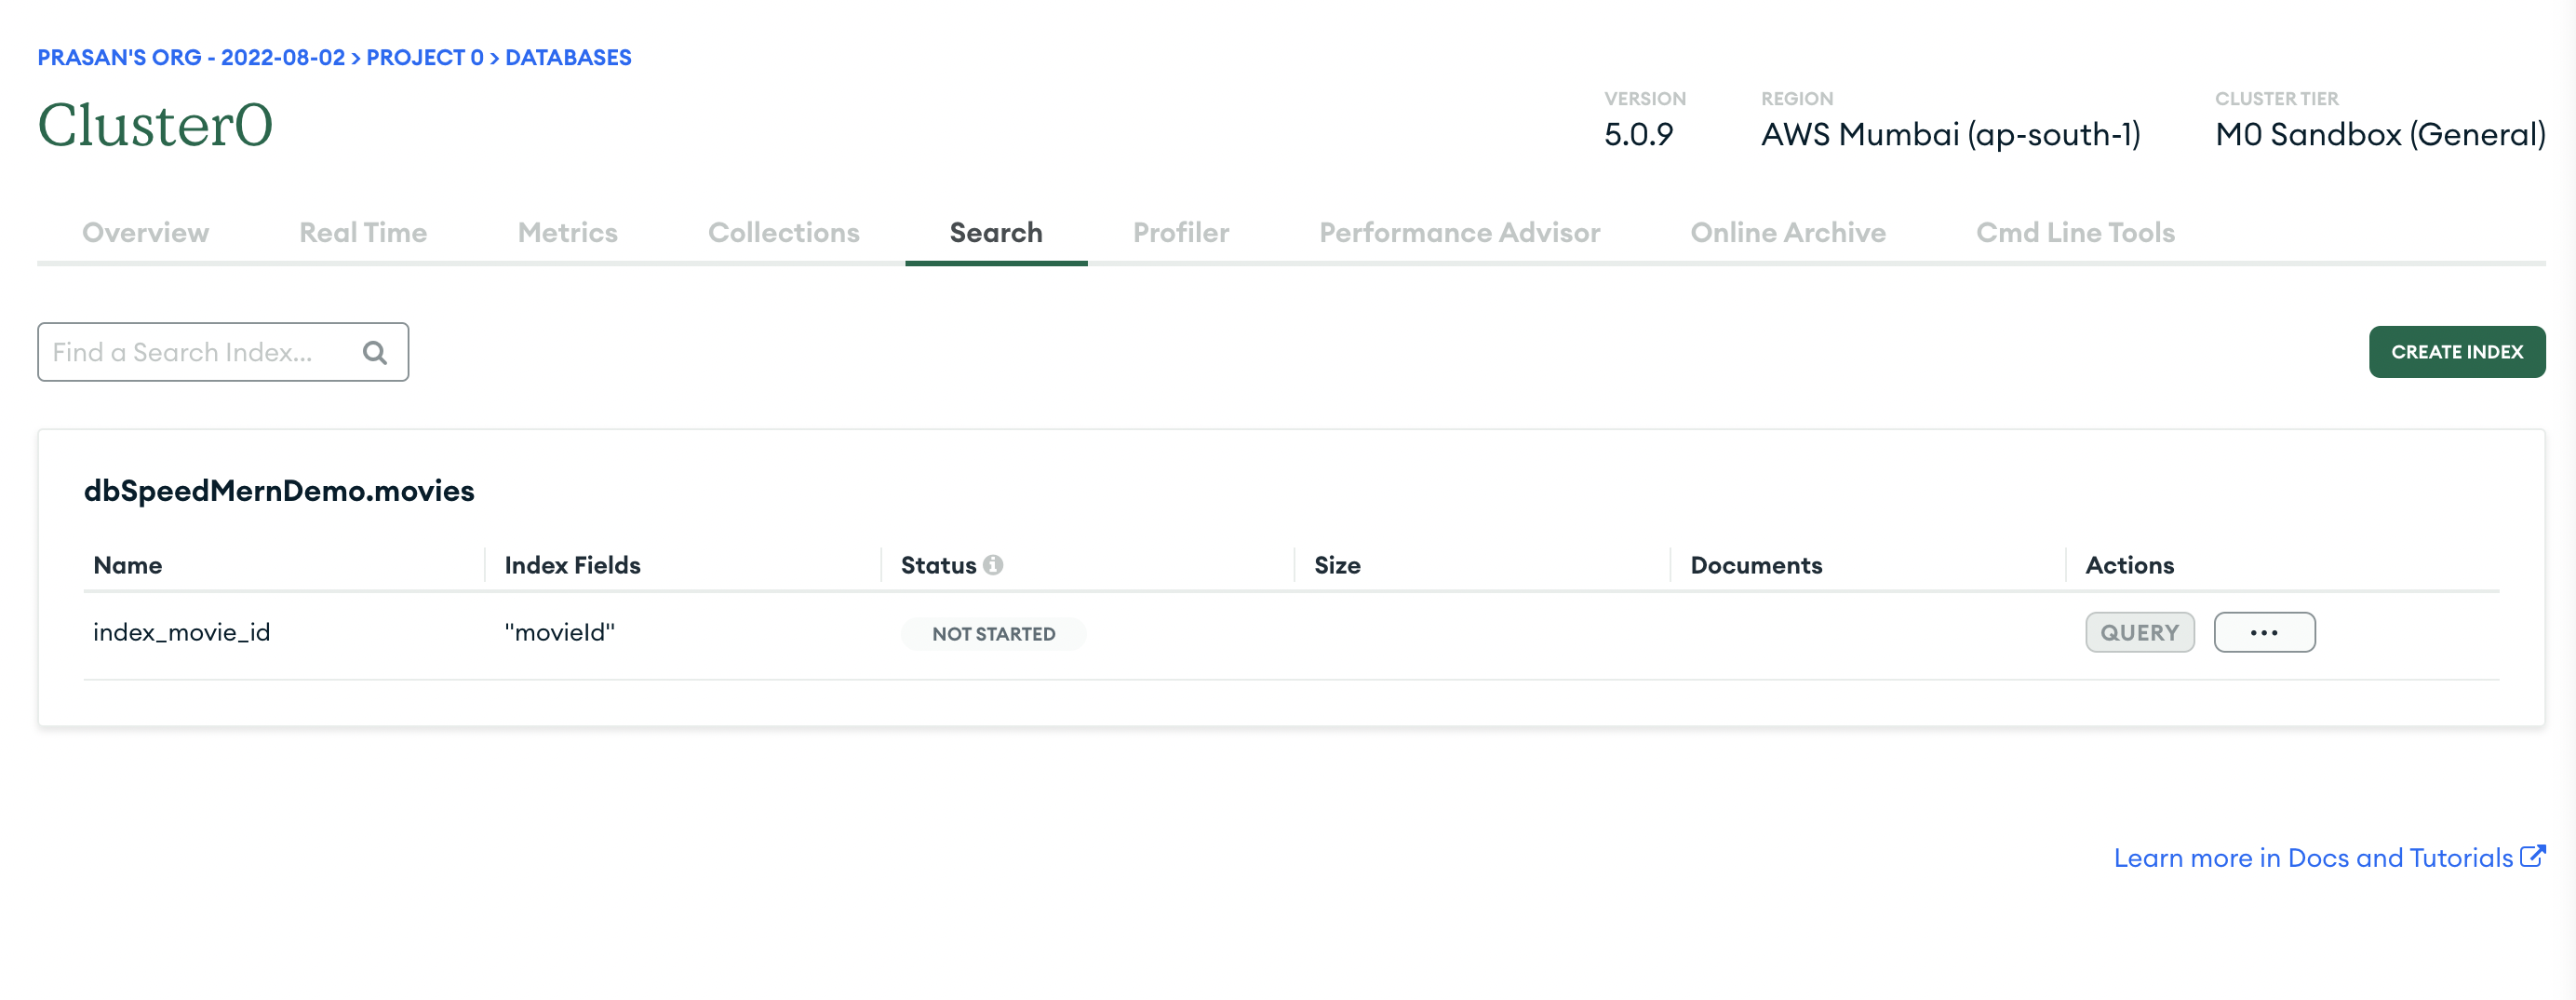 PRASAN'S ORG - 2022-08-02 > PROJECT 0 > DATABASES
Cluster0
VERSION
5.0.9
REGION
AWS Mumbai (ap-south-1)
CLUSTER TIER
M0 Sandbox (General)
Overview Real Time Metrics Collections Search Profiler Performance Advisor Online Archive Cmd Line Tools
Find a Search Index...
CREATE INDEX
dbSpeedMernDemo.movies
Name Index Fields Status Size Documents Actions
index_movie_id "movieId" NOT STARTED QUERY ...
Learn more in Docs and Tutorials